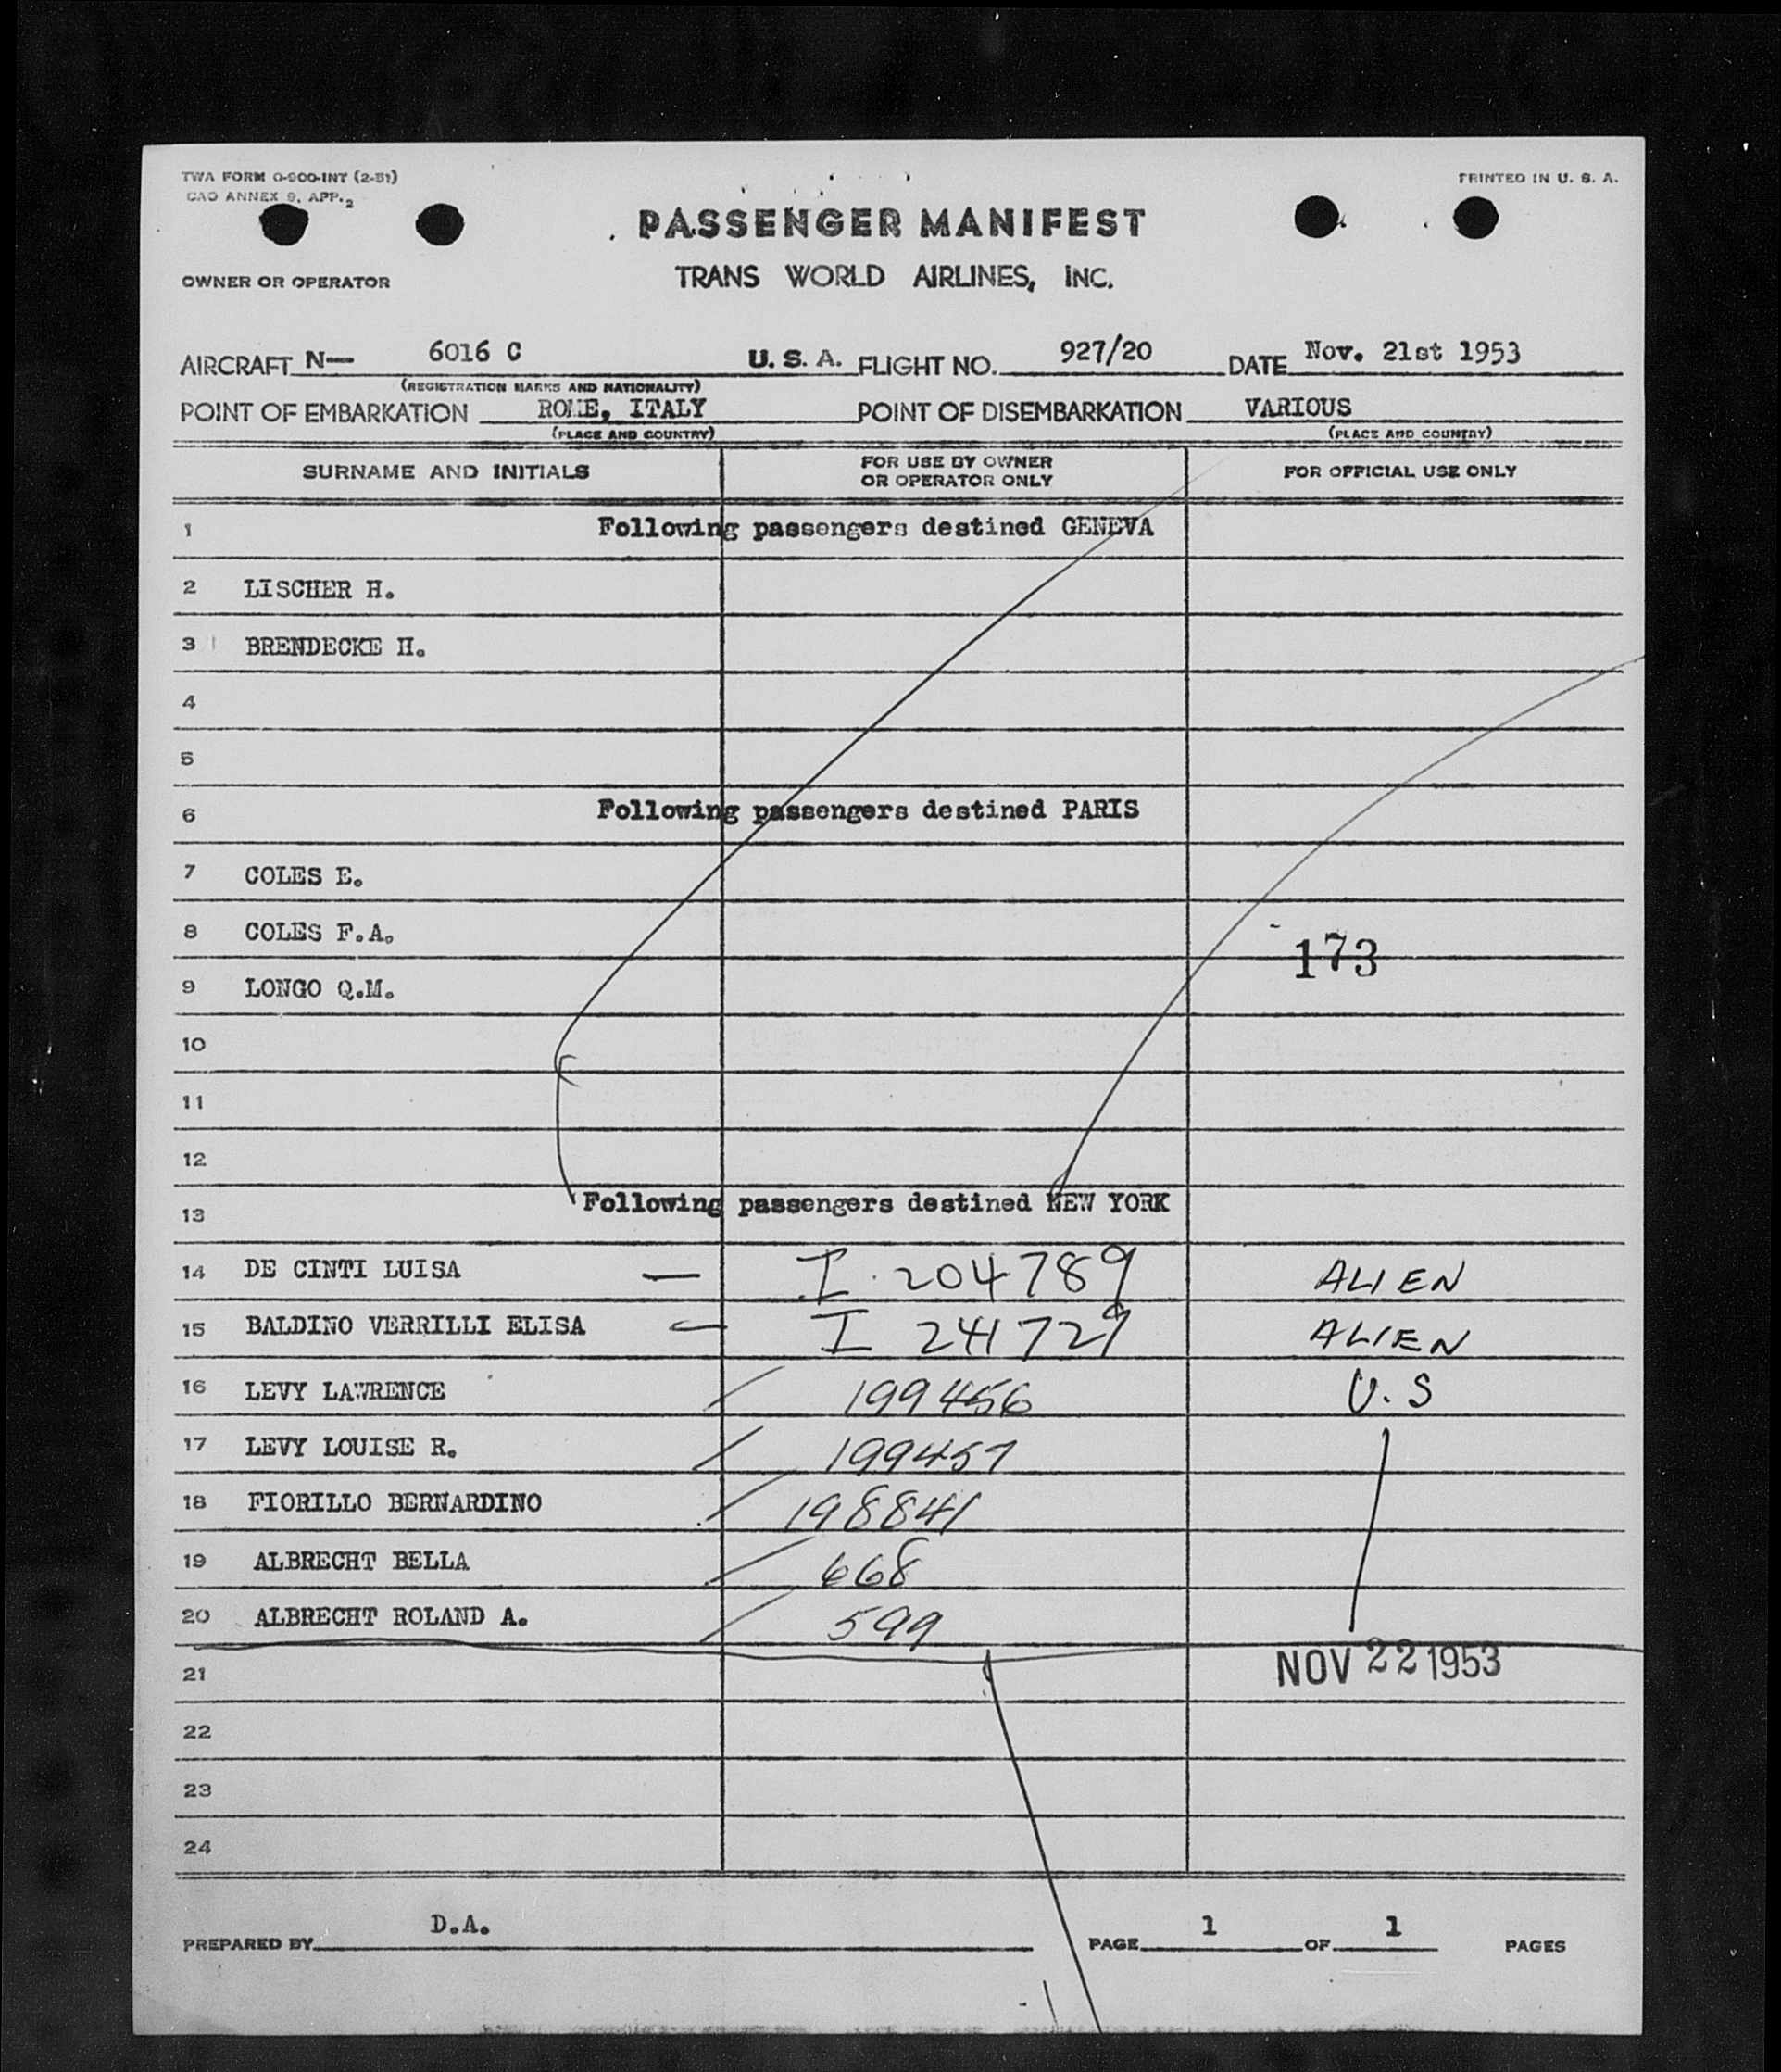 TWA FORM O-900-INT (2-51)
CAO ANNEX 9, APP. 2
PRINTED IN U. S. A.
PASSENGER MANIFEST
OWNER OR OPERATOR
TRANS WORLD AIRLINES, INC.
AIRCRAFT N— 6016 C U. S. A. FLIGHT NO. 927/20 DATE Nov. 21st 1953
(REGISTRATION MARKS AND NATIONALITY)
POINT OF EMBARKATION ROME, ITALY POINT OF DISEMBARKATION VARIOUS
(PLACE AND COUNTRY) (PLACE AND COUNTRY)
SURNAME AND INITIALS FOR USE BY OWNER OR OPERATOR ONLY FOR OFFICIAL USE ONLY
1 Following passengers destined GENEVA
2 LISCHER H.
3 BRENDECKE H.
4
5
6 Following passengers destined PARIS
7 COLES E.
8 COLES F.A.
173
9 LONGO Q.M.
10
11
12
13 Following passengers destined NEW YORK
14 DE CINTI LUISA — I 204789 ALIEN
15 BALDINO VERRILLI ELISA — I 241729 ALIEN
16 LEVY LAWRENCE / 199456 U.S
17 LEVY LOUISE R. / 199457
18 FIORILLO BERNARDINO / 198841
19 ALBRECHT BELLA / 668
20 ALBRECHT ROLAND A. / 599
NOV 22 1953
21
22
23
24
PREPARED BY D.A. PAGE 1 OF 1 PAGES